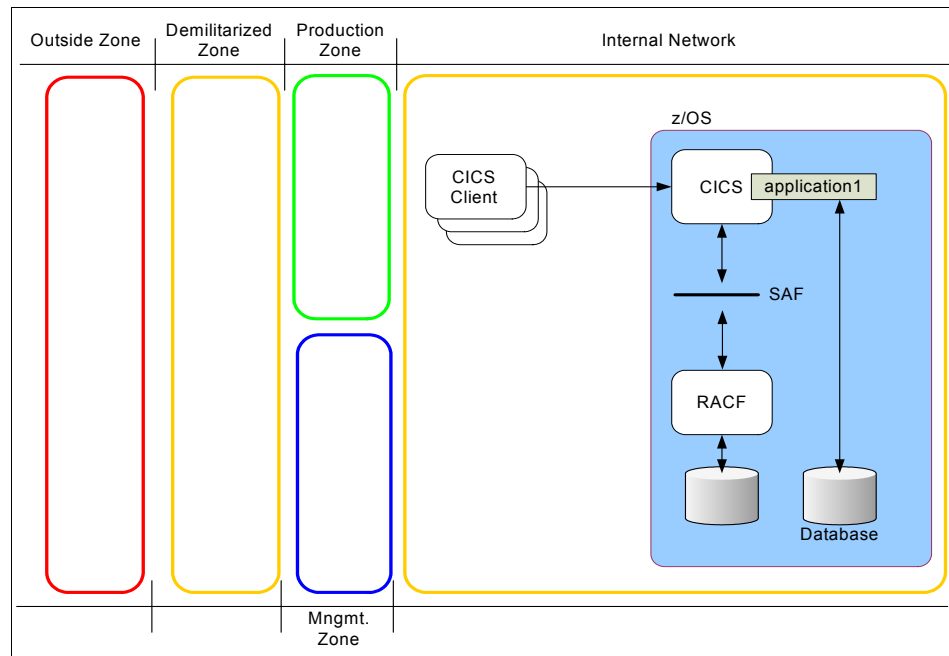 Outside Zone
Demilitarized
Zone
Production
Zone
Internal Network
z/OS
CICS
Client
CICS
application1
SAF
RACF
Database
Mngmt.
Zone